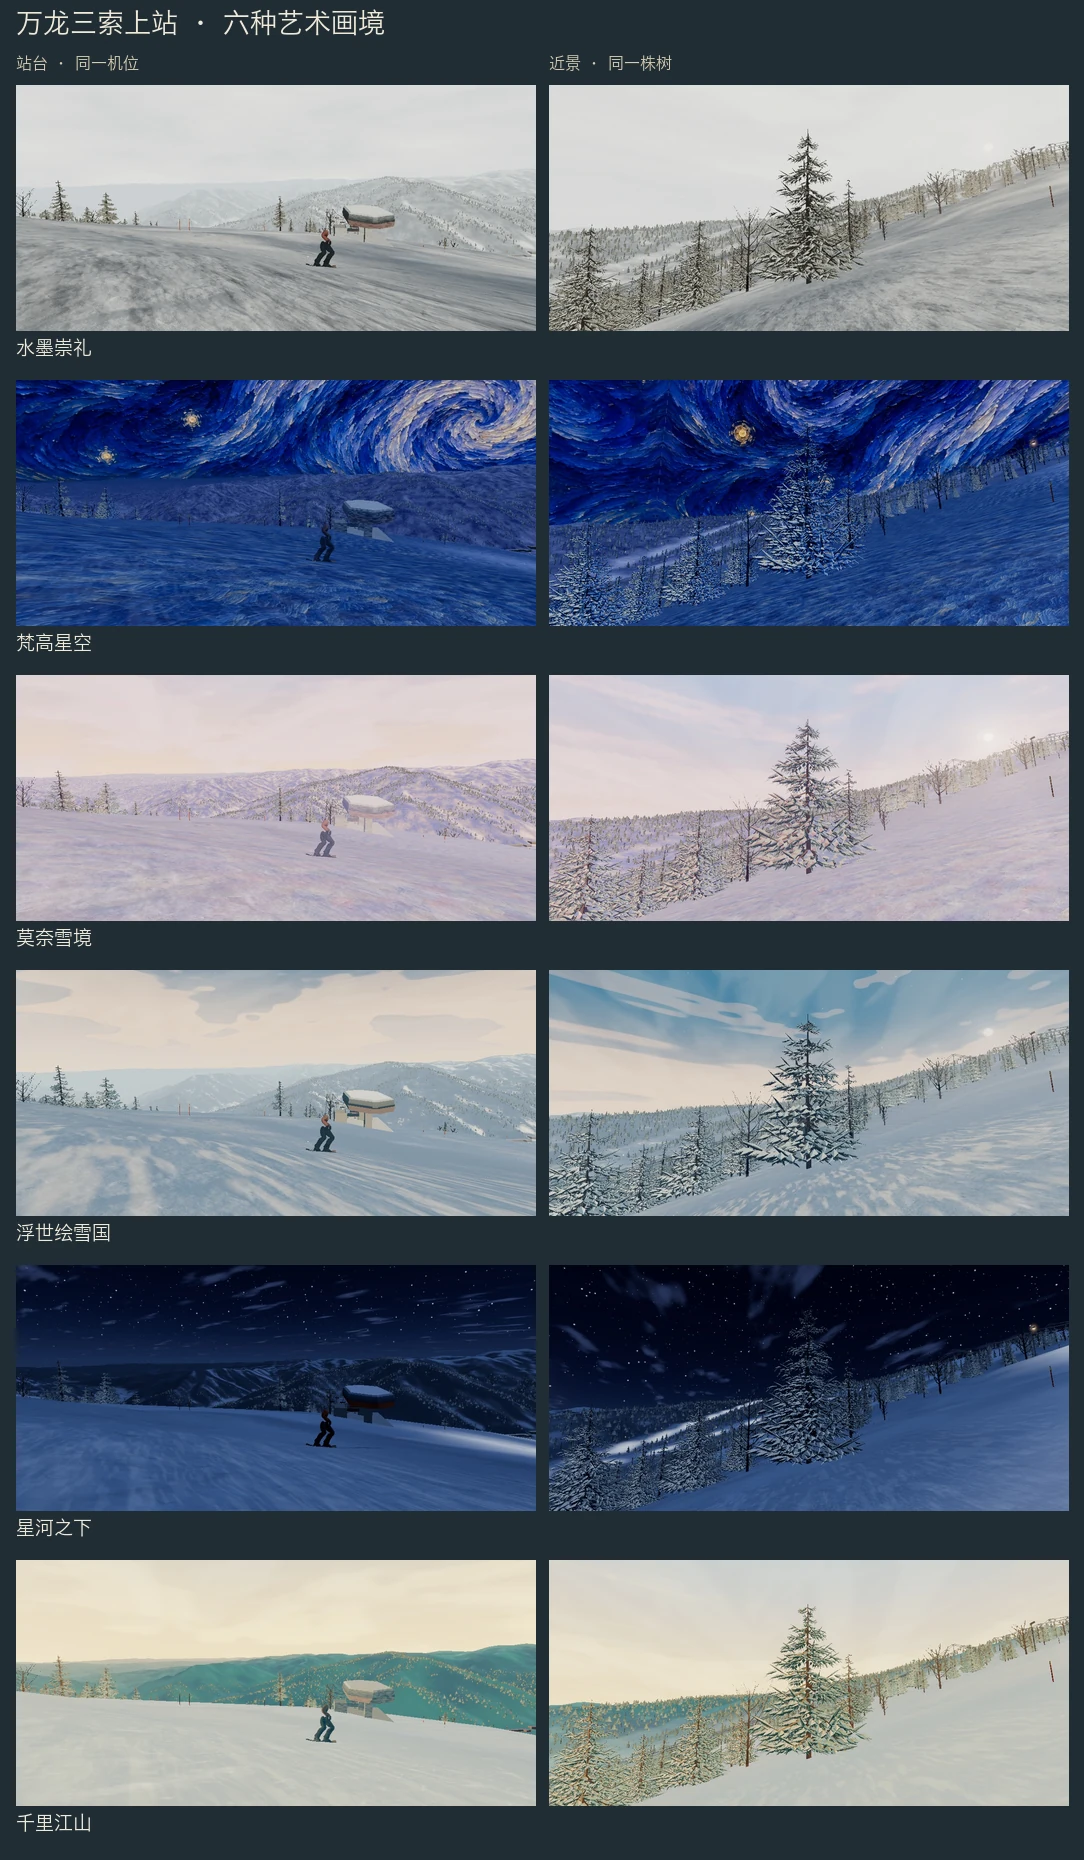 万龙三索上站 · 六种艺术画境
站台 · 同一机位
近景 · 同一株树
水墨崇礼
梵高星空
莫奈雪境
浮世绘雪国
星河之下
千里江山